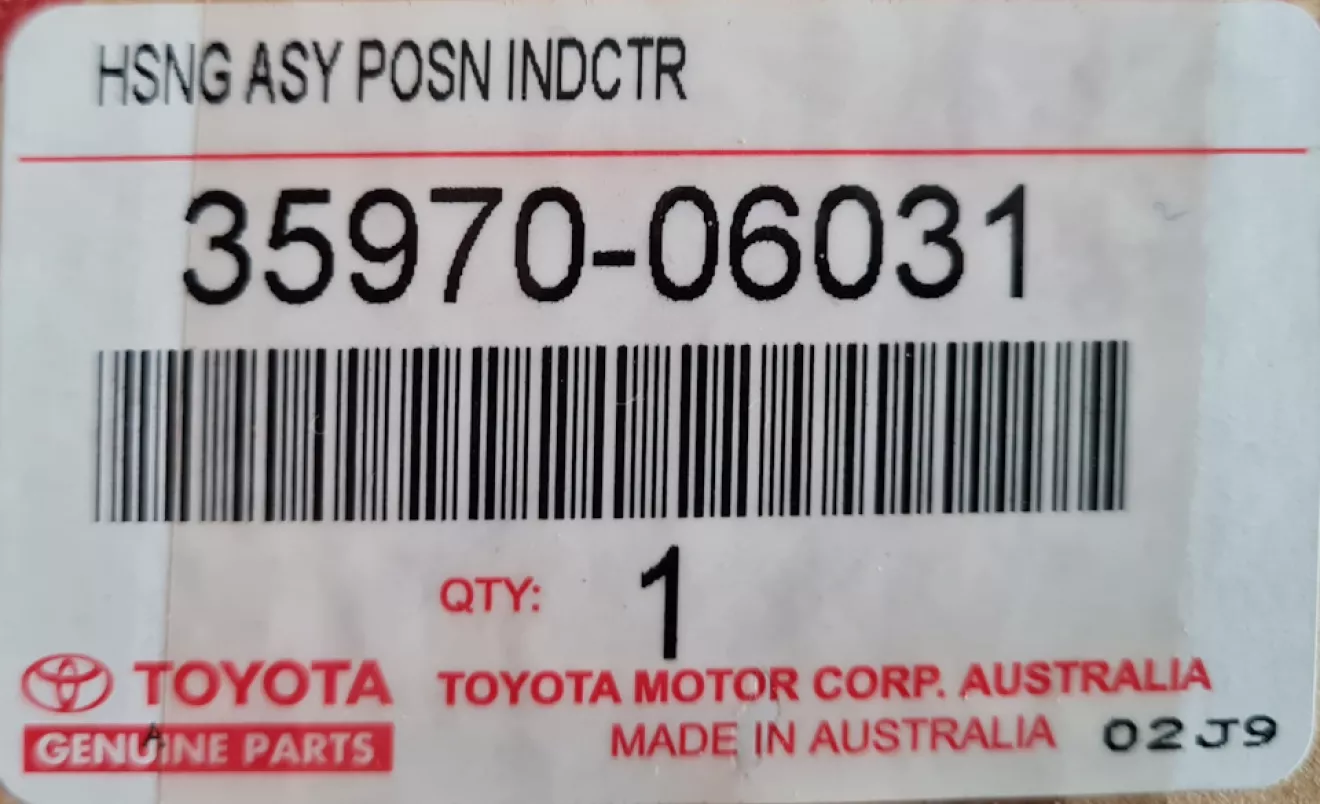 HSNG ASY POSN INDCTR
35970-06031
QTY: 1
TOYOTA TOYOTA MOTOR CORP. AUSTRALIA
GENUINE PARTS MADE IN AUSTRALIA 02J9